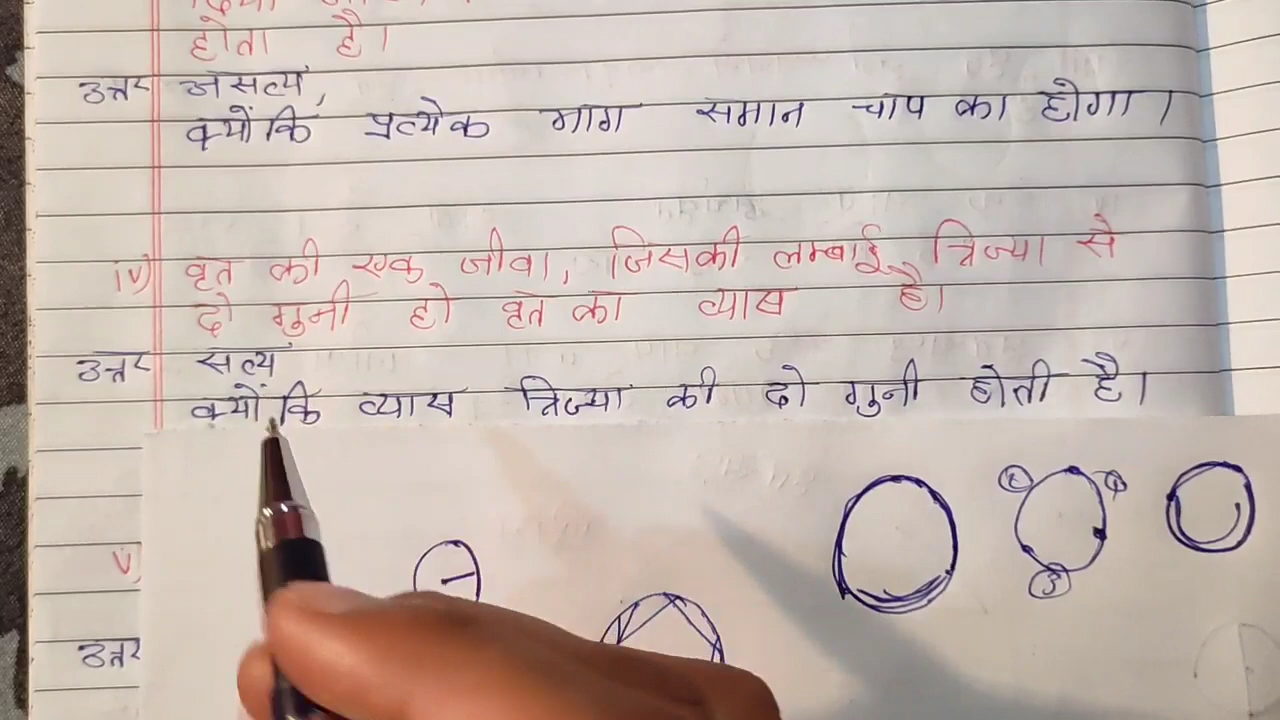 होता है।
उत्तर असत्य,
क्योंकि प्रत्येक भाग समान चाप का होगा।
iv) वृत की एक जीवा, जिसकी लम्बाई त्रिज्या से
दो गुनी हो वृत का व्यास है।
उत्तर सत्य
क्योंकि व्यास त्रिज्या की दो गुनी होती है।
v)
उत्तर